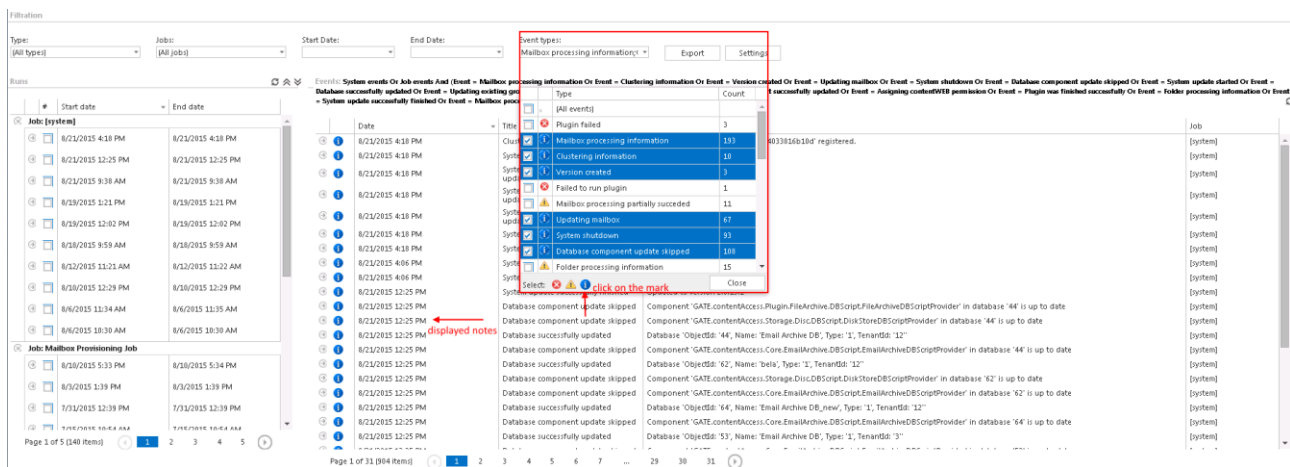 Filtration
Type:
Jobs:
Start Date:
End Date:
Event types:
(All types)
(All jobs)
Mailbox processing information;
Export
Settings
Runs
Events: System events Or Job events And (Event = Mailbox processing information Or Event = Clustering information Or Event = Version created Or Event = Updating mailbox Or Event = System shutdown Or Event = Database component update skipped Or Event = System update started Or Event =
Database successfully updated Or Event = Updating existing successfully updated Or Event = Assigning contentWEB permission Or Event = Plugin was finished successfully Or Event = Folder processing information Or Event
= System update successfully finished Or Event = Mailbox
# Start date End date
Job: [system]
8/21/2015 4:18 PM 8/21/2015 4:18 PM
8/21/2015 12:25 PM 8/21/2015 12:25 PM
8/21/2015 9:38 AM 8/21/2015 9:38 AM
8/19/2015 1:21 PM 8/19/2015 1:21 PM
8/19/2015 12:02 PM 8/19/2015 12:02 PM
8/18/2015 9:59 AM 8/18/2015 9:59 AM
8/12/2015 11:21 AM 8/12/2015 11:22 AM
8/10/2015 12:29 PM 8/10/2015 12:29 PM
8/6/2015 11:34 AM 8/6/2015 11:35 AM
8/6/2015 10:30 AM 8/6/2015 10:30 AM
Job: Mailbox Provisioning Job
8/10/2015 5:33 PM 8/10/2015 5:34 PM
8/3/2015 1:39 PM 8/3/2015 1:39 PM
7/31/2015 12:39 PM 7/31/2015 12:39 PM
Page 1 of 5 (140 items) 1 2 3 4 5
Type Count
(All events)
Plugin failed 3
Mailbox processing information 193
Clustering information 10
Version created 3
Failed to run plugin 1
Mailbox processing partially succeded 11
Updating mailbox 67
System shutdown 93
Database component update skipped 108
Folder processing information 15
Select: click on the mark Close
Date Title Job
8/21/2015 4:18 PM registered. [system]
8/21/2015 4:18 PM [system]
8/21/2015 4:18 PM [system]
8/21/2015 4:18 PM [system]
8/21/2015 4:18 PM [system]
8/21/2015 4:18 PM [system]
8/21/2015 4:18 PM [system]
8/21/2015 4:06 PM [system]
8/21/2015 4:06 PM [system]
8/21/2015 12:25 PM System update successfully finished [system]
8/21/2015 12:25 PM Database component update skipped Component 'GATE.contentAccess.Plugin.FileArchive.DBScript.FileArchiveDBScriptProvider' in database '44' is up to date [system]
8/21/2015 12:25 PM Database component update skipped Component 'GATE.contentAccess.Storage.Disc.DBScript.DiskStoreDBScriptProvider' in database '44' is up to date [system]
displayed notes
8/21/2015 12:25 PM Database successfully updated Database 'ObjectId: '44', Name: 'Email Archive DB', Type: '1', TenantId: '12'' [system]
8/21/2015 12:25 PM Database component update skipped Component 'GATE.contentAccess.Core.EmailArchive.DBScript.EmailArchiveDBScriptProvider' in database '44' is up to date [system]
8/21/2015 12:25 PM Database successfully updated Database 'ObjectId: '62', Name: 'bela', Type: '1', TenantId: '12'' [system]
8/21/2015 12:25 PM Database component update skipped Component 'GATE.contentAccess.Storage.Disc.DBScript.DiskStoreDBScriptProvider' in database '62' is up to date [system]
8/21/2015 12:25 PM Database component update skipped Component 'GATE.contentAccess.Core.EmailArchive.DBScript.EmailArchiveDBScriptProvider' in database '62' is up to date [system]
8/21/2015 12:25 PM Database successfully updated Database 'ObjectId: '64', Name: 'Email Archive DB_new', Type: '1', TenantId: '12'' [system]
8/21/2015 12:25 PM Database component update skipped Component 'GATE.contentAccess.Core.EmailArchive.DBScript.EmailArchiveDBScriptProvider' in database '64' is up to date [system]
8/21/2015 12:25 PM Database successfully updated Database 'ObjectId: '53', Name: 'Email Archive DB', Type: '1', TenantId: '3'' [system]
Page 1 of 31 (904 items) 1 2 3 4 5 6 7 ... 29 30 31